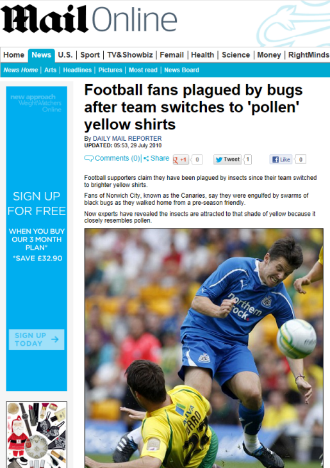 Mail Online
Home News U.S. Sport TV&Showbiz Femail Health Science Money RightMinds
News Home Arts Headlines Pictures Most read News Board
new approach
WeightWatchers
Online
SIGN UP
FOR FREE
WHEN YOU BUY
OUR 3 MONTH
PLAN*
*SAVE £32.90
SIGN UP
TODAY
Football fans plagued by bugs
after team switches to 'pollen'
yellow shirts
By DAILY MAIL REPORTER
UPDATED: 05:53, 29 July 2010
Comments (0) Share +1 0 Tweet 1 Like 0
Football supporters claim they have been plagued by insects since their team switched
to brighter yellow shirts.
Fans of Norwich City, known as the Canaries, say they were engulfed by swarms of
black bugs as they walked home from a pre-season friendly.
Now experts have revealed the insects are attracted to that shade of yellow because it
closely resembles pollen.
northern
rock